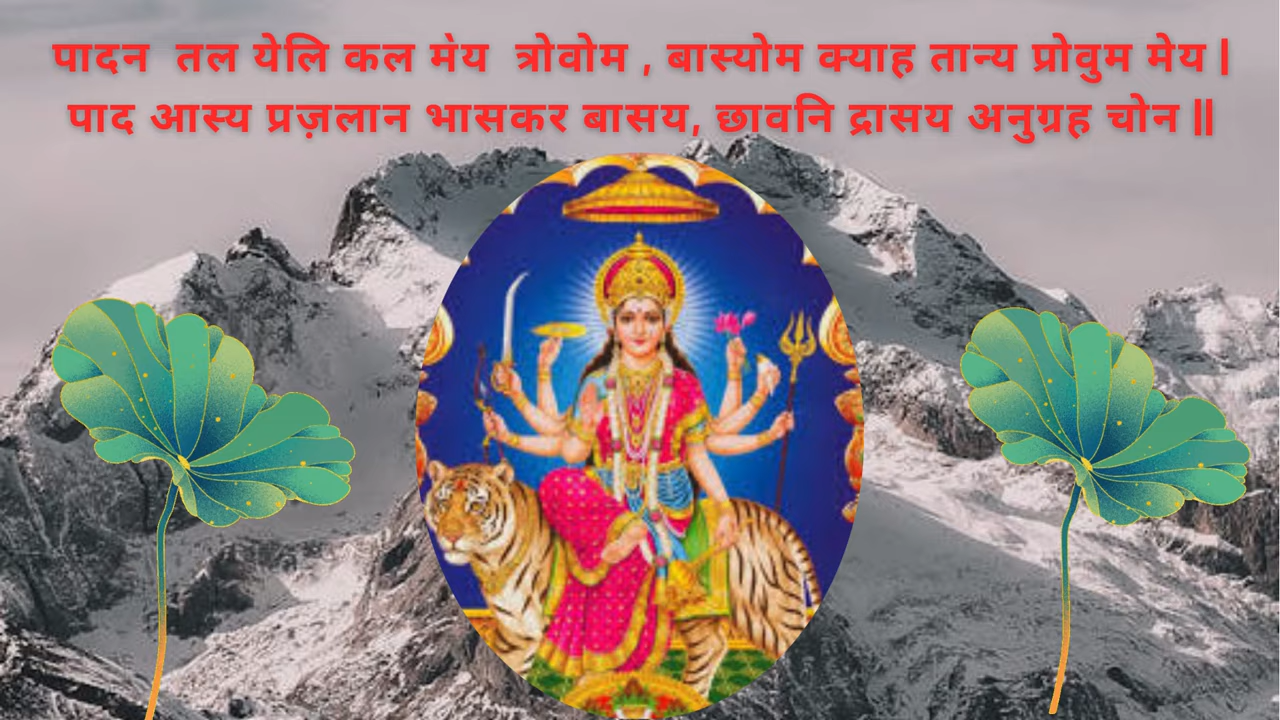 पादन तल येलि कल म॑य त्रोवोम , बास्योम क्याह तान्य प्रोवुम मेय |
पाद आस्य प्रज़लान भासकर बासय, छावनि द्रासय अनुग्रह चोन ||